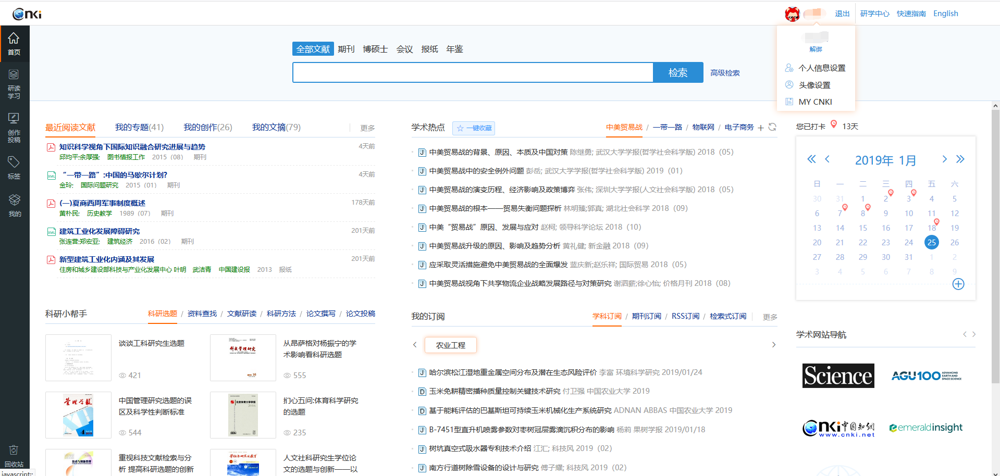 Cnki
退出
研学中心
快速指南
English
首页
研读
学习
创作
投稿
标签
我的
回收站
javascript:;
全部文献 期刊 博硕士 会议 报纸 年鉴
检索
高级检索
解绑
个人信息设置
头像设置
MY CNKI
最近阅读文献 我的专题(41) 我的创作(26) 我的文摘(79) 更多
知识科学视角下国际知识融合研究进展与趋势 4天前
邱均平;余厚强; 图书情报工作 2015（08） 期刊
“一带一路”:中国的马歇尔计划? 4天前
金玲; 国际问题研究 2015（01） 期刊
(一)夏商西周军事制度概述 178天前
黄朴民; 历史教学 1989（07） 期刊
建筑工业化发展障碍研究 201天前
张连营;郑宏亚; 建筑经济 2016（02） 期刊
新型建筑工业化内涵及其发展 201天前
住房和城乡建设部科技与产业化发展中心 叶明 武洁青 中国建设报 2013 报纸
学术热点 一键收藏 中美贸易战 / 一带一路 / 物联网 / 电子商务 +
中美贸易战的背景、原因、本质及中国对策 陈继勇; 武汉大学学报(哲学社会科学版) 2018（05）
中美贸易战中的安全例外问题 彭岳; 武汉大学学报(哲学社会科学版) 2019（01）
中美贸易战的演变历程、经济影响及政策博弈 张伟; 深圳大学学报(人文社会科学版) 2018（05）
中美贸易战的根本——贸易失衡问题探析 林明臻;郭真; 湖北社会科学 2018（09）
中美“贸易战”原因、发展与应对 赵柯; 领导科学论坛 2018（10）
中美贸易战升级的原因、影响及趋势分析 黄礼健; 新金融 2018（09）
应采取灵活措施避免中美贸易战的全面爆发 蓝庆新;赵乐祥; 国际贸易 2018（05）
中美贸易战视角下共享物流企业战略发展路径与对策研究 谢泗薪;徐心怡; 价格月刊 2018（08）
您已打卡 13天
2019年 1月
日 一 二 三 四 五 六
30 31 1 2 3 4 5
6 7 8 9 10 11 12
13 14 15 16 17 18 19
20 21 22 23 24 25 26
27 28 29 30 31 1 2
3 4 5 6 7 8 9
科研小帮手 科研选题 / 资料查找 / 文献研读 / 科研方法 / 论文撰写 / 论文投稿
谈谈工科研究生选题
421
科技管理研究
从昂萨格对杨振宁的学
术影响看科研选题
555
管理学报
中国管理研究选题的误
区及科学性判断标准
544
北京体育大学学报
扪心五问:体育科学研究
的选题
235
技术与创新管理
重视科技文献检索与分
析 提高科研选题的创新
学位与研究生教育
人文社科研究生学位论
文的选题与创新——以
我的订阅 学科订阅 / 期刊订阅 / RSS订阅 / 检索式订阅 更多
农业工程
哈尔滨松江湿地重金属空间分布及潜在生态风险评价 李富 环境科学研究 2019/01/24
玉米免耕精密播种质量控制关键技术研究 付卫强 中国农业大学 2019
基于能耗评估的巴基斯坦可持续玉米机械化生产系统研究 ADNAN ABBAS 中国农业大学 2019
B-7451型直升机喷雾参数对枣树冠层雾滴沉积分布的影响 杨莉 果树学报 2019/01/18
树坑真空式吸水器专利技术介绍 江汇; 科技风 2019（02）
南方行道树除雪设备的设计与研究 傅子耀; 科技风 2019（02）
学术网站导航
Science
AGU100 ADVANCING EARTH AND SPACE SCIENCE
Cnki中国知网
www.cnki.net
emeraldinsight